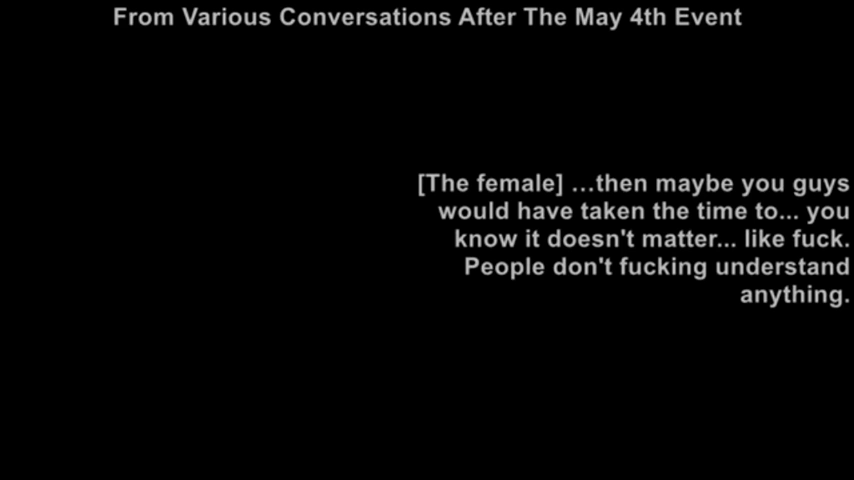 From Various Conversations After The May 4th Event
[The female] …then maybe you guys
would have taken the time to... you
know it doesn't matter... like fuck.
People don't fucking understand
anything.